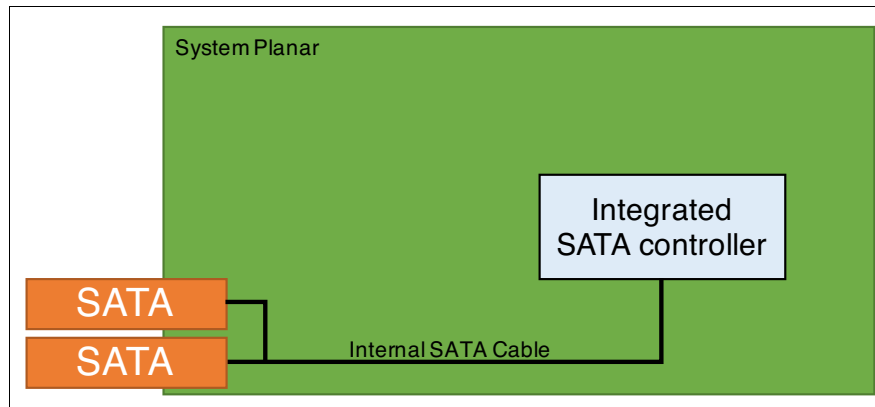 System Planar
Integrated
SATA controller
SATA
SATA
Internal SATA Cable